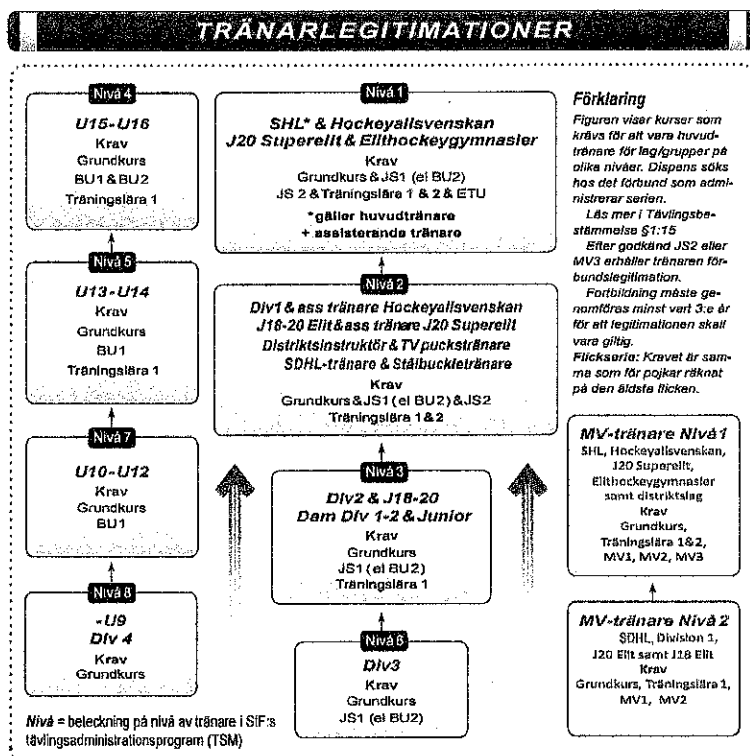 TRÄNARLEGITIMATIONER
Nivå 4
U15-U16
Krav
Grundkurs
BU1 & BU2
Träningslära 1
Nivå 5
U13-U14
Krav
Grundkurs
BU1
Träningslära 1
Nivå 7
U10-U12
Krav
Grundkurs
BU1
Nivå 8
-U9
Div 4
Krav
Grundkurs
Nivå = beteckning på nivå av tränare i SIF:s
tävlingsadministrationsprogram (TSM)
Nivå 1
SHL* & Hockeyallsvenskan
J20 Superelit & Elithockeygymnasier
Krav
Grundkurs & JS1 (el BU2)
JS 2 & Träningslära 1 & 2 & ETU
*gäller huvudtränare
+ assisterande tränare
Nivå 2
Div1 & ass tränare Hockeyallsvenskan
J18-20 Elit & ass tränare J20 Superelit
Distriktsinstruktör & TV puckstränare
SDHL-tränare & Stålbuckletränare
Krav
Grundkurs & JS1 (el BU2) & JS2
Träningslära 1&2
Nivå 3
Div2 & J18-20
Dam Div 1-2 & Junior
Krav
Grundkurs
JS1 (el BU2)
Träningslära 1
Nivå 6
Div3
Krav
Grundkurs
JS1 (el BU2)
Förklaring
Figuren visar kurser som
krävs för att vara huvud-
tränare för lag/grupper på
olika nivåer. Dispens söks
hos det förbund som admi-
nistrerar serien.
Läs mer i Tävlingsbe-
stämmelse §1:15
Efter godkänd JS2 eller
MV3 erhåller tränaren för-
bundslegitimation.
Fortbildning måste ge-
nomföras minst vart 3:e år
för att legitimationen skall
vara giltig.
Flickserie: Kravet är sam-
ma som för pojkar räknat
på den äldsta flickan.
MV-tränare Nivå 1
SHL, Hockeyallsvenskan,
J20 Superelit,
Elithockeygymnasier
samt distriktslag
Krav
Grundkurs,
Träningslära 1&2,
MV1, MV2, MV3
MV-tränare Nivå 2
SDHL, Division 1,
J20 Elit samt J18 Elit
Krav
Grundkurs, Träningslära 1,
MV1, MV2